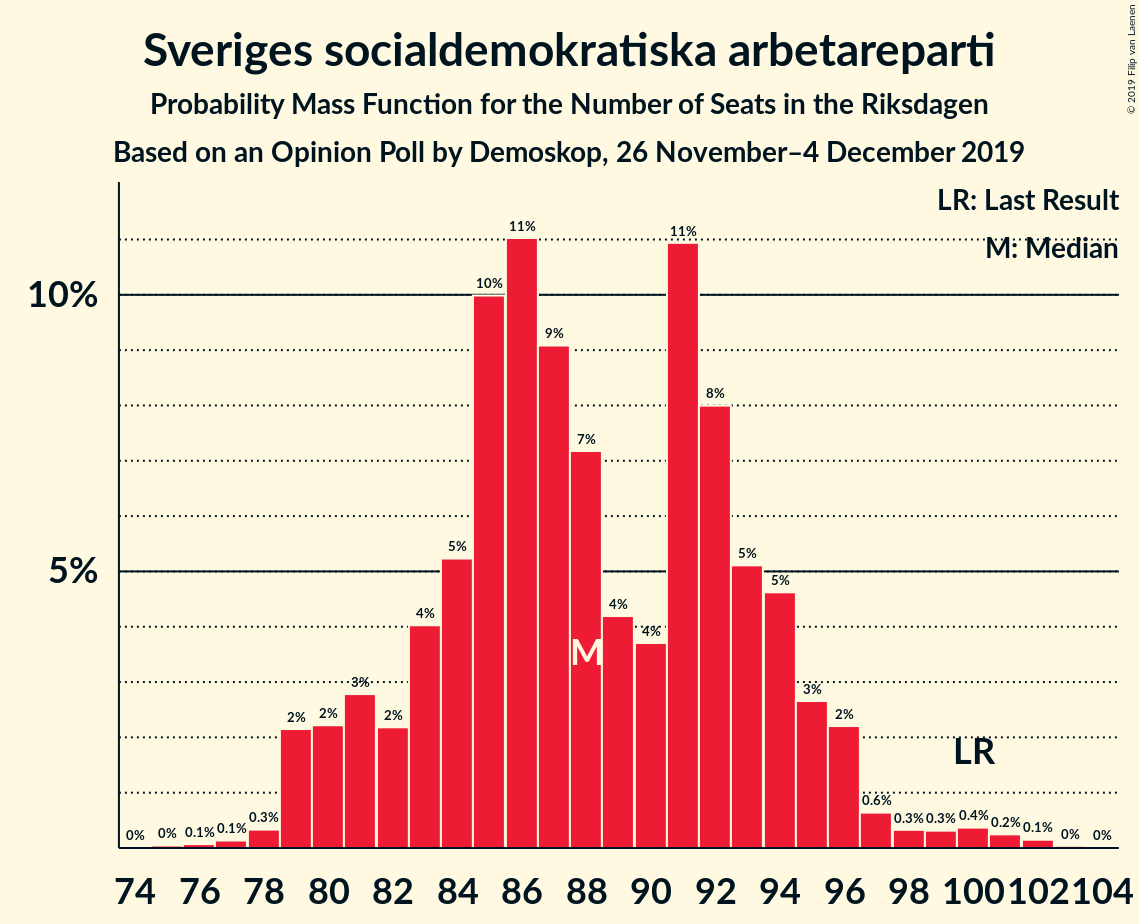 Sveriges socialdemokratiska arbetareparti
Probability Mass Function for the Number of Seats in the Riksdagen
Based on an Opinion Poll by Demoskop, 26 November–4 December 2019
© 2019 Filip van Laenen
LR: Last Result
M: Median
10%
5%
0% 0% 0.1% 0.1% 0.3% 2% 2% 3% 2% 4% 5% 10% 11% 9% 7% 4% 4% 11% 8% 5% 5% 3% 2% 0.6% 0.3% 0.3% 0.4% 0.2% 0.1% 0% 0%
M
LR
74 76 78 80 82 84 86 88 90 92 94 96 98 100 102 104